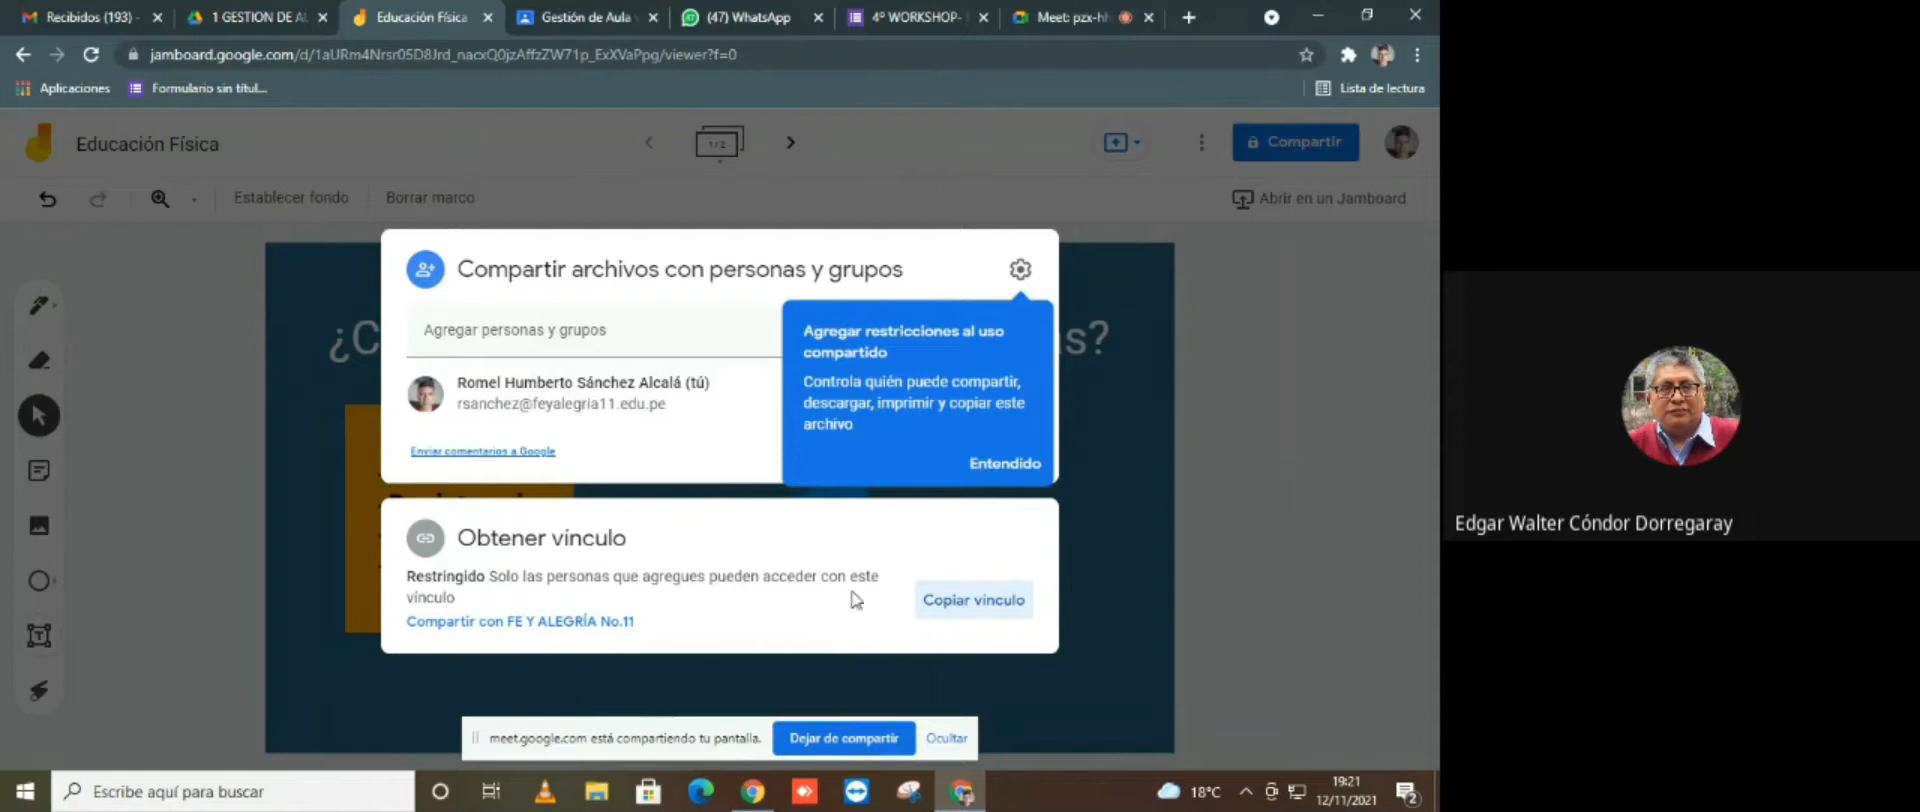 Recibidos (193) -
1 GESTION DE A
Educación Física
Gestión de Aula
(47) WhatsApp
4º WORKSHOP-
Meet: pzx-h
jamboard.google.com/d/1aURm4Nrsr05D8Jrd_nacxQ0jzAffzZW71p_ExXVaPpg/viewer?f=0
Aplicaciones
Formulario sin títul...
Lista de lectura
Educación Física
1/2
Compartir
Establecer fondo
Borrar marco
Abrir en un Jamboard
Compartir archivos con personas y grupos
Agregar personas y grupos
Agregar restricciones al uso
compartido
Controla quién puede compartir,
descargar, imprimir y copiar este
archivo
Entendido
Romel Humberto Sánchez Alcalá (tú)
rsanchez@feyalegria11.edu.pe
Enviar comentarios a Google
Obtener vínculo
Restringido Solo las personas que agregues pueden acceder con este
vínculo
Copiar vínculo
Compartir con FE Y ALEGRÍA No.11
meet.google.com está compartiendo tu pantalla.
Dejar de compartir
Ocultar
Edgar Walter Cóndor Dorregaray
Escribe aquí para buscar
18°C
19:21
12/11/2021
2